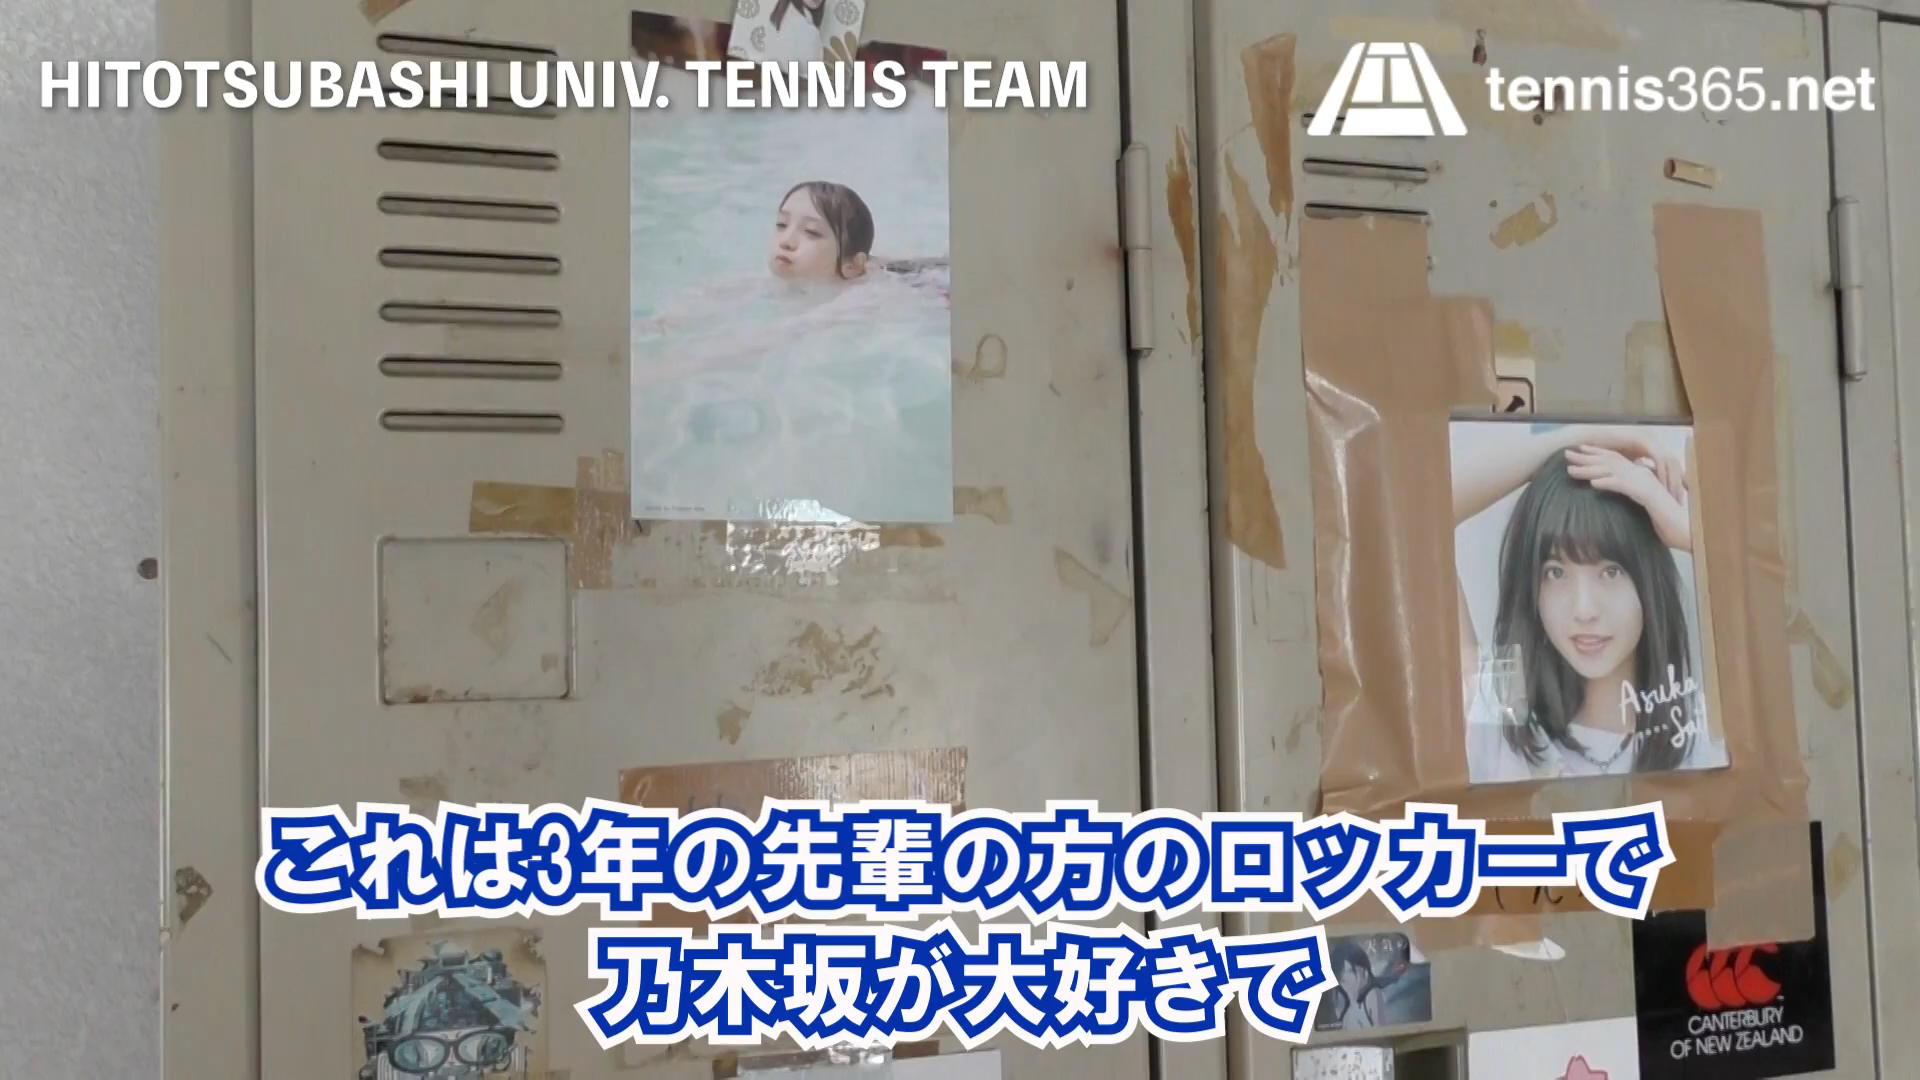 HITOTSUBASHI UNIV. TENNIS TEAM
tennis365.net
Asuka
これは3年の先輩の方のロッカーで
乃木坂が大好きで
CANTERBURY
OF NEW ZEALAND